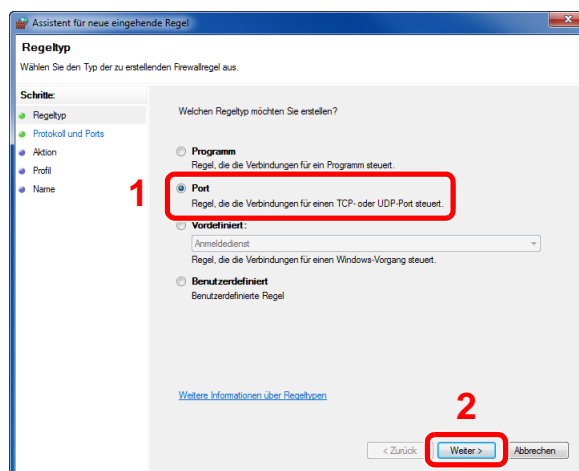 Assistent für neue eingehende Regel
Regeltyp
Wählen Sie den Typ der zu erstellenden Firewallregel aus.
Schritte:
Regeltyp
Protokoll und Ports
Aktion
Profil
Name
Welchen Regeltyp möchten Sie erstellen?
Programm
Regel, die die Verbindungen für ein Programm steuert.
1
Port
Regel, die die Verbindungen für einen TCP- oder UDP-Port steuert.
Vordefiniert:
Anmeldedienst
Regel, die die Verbindungen für einen Windows-Vorgang steuert.
Benutzerdefiniert
Benutzerdefinierte Regel
Weitere Informationen über Regeltypen
2
< Zurück
Weiter >
Abbrechen